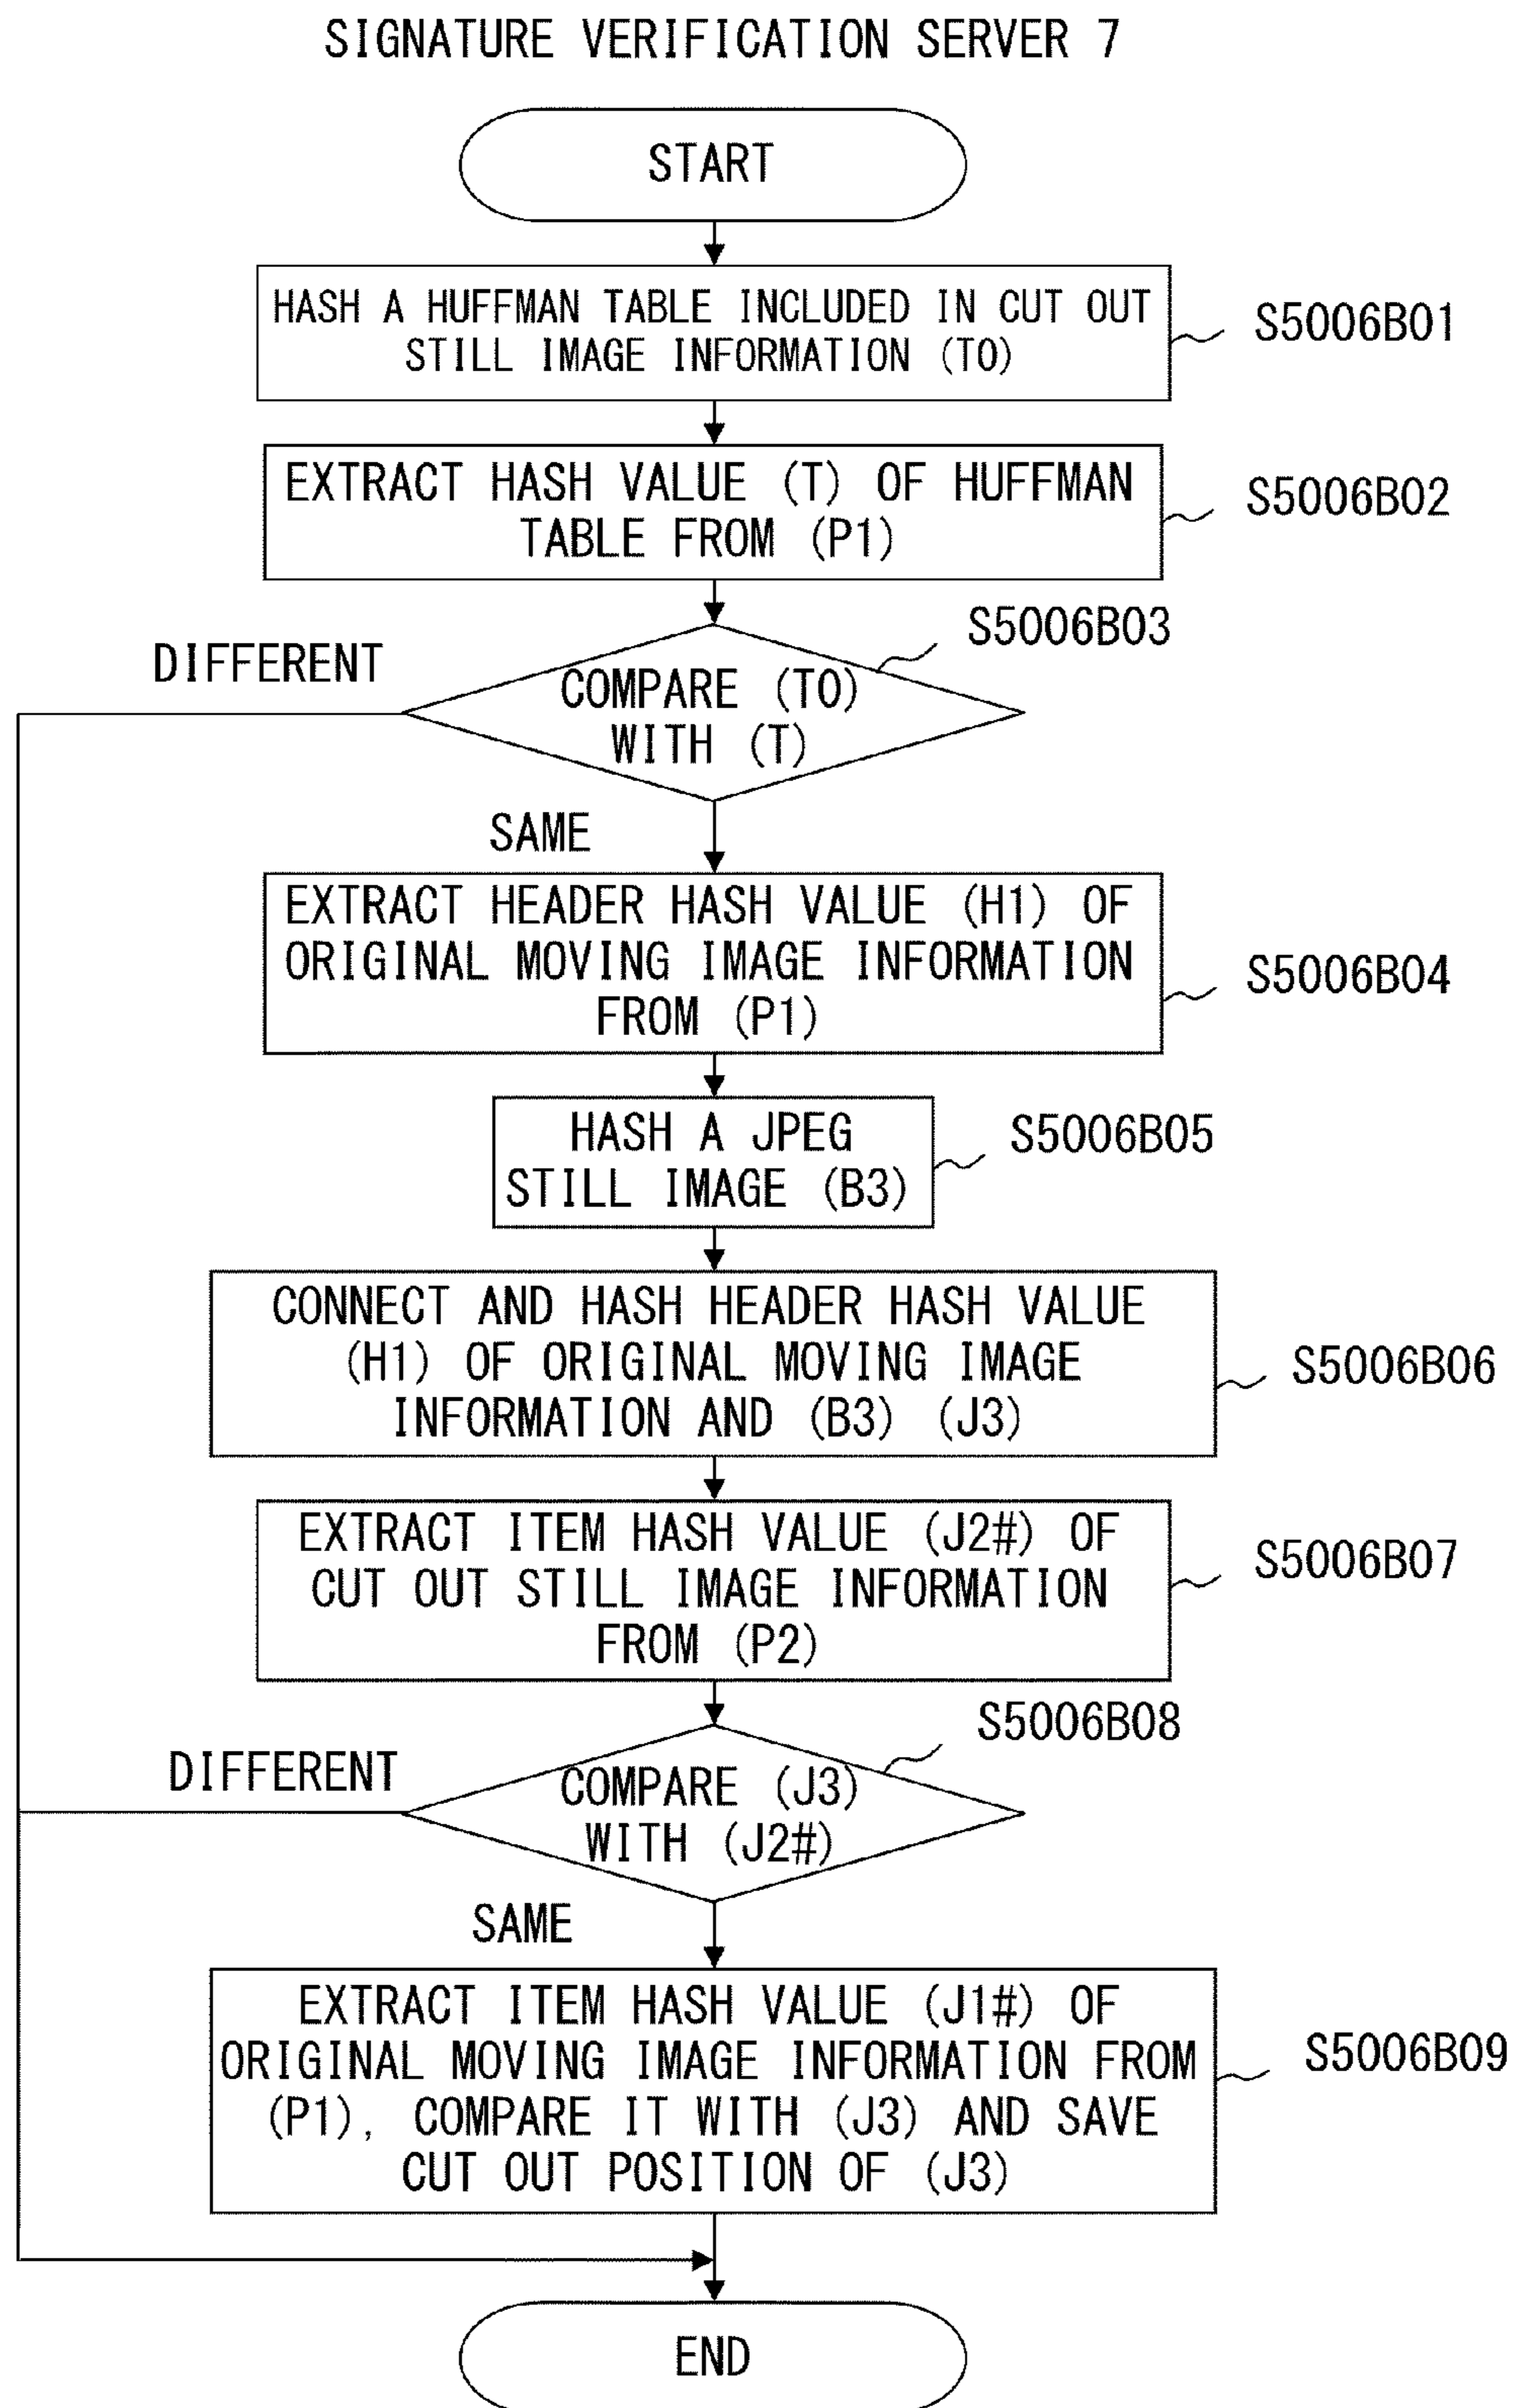 SIGNATURE VERIFICATION SERVER 7
START
HASH A HUFFMAN TABLE INCLUDED IN CUT OUT
STILL IMAGE INFORMATION (T0)
S5006B01
EXTRACT HASH VALUE (T) OF HUFFMAN
TABLE FROM (P1)
S5006B02
S5006B03
DIFFERENT
COMPARE (T0)
WITH (T)
SAME
EXTRACT HEADER HASH VALUE (H1) OF
ORIGINAL MOVING IMAGE INFORMATION
FROM (P1)
S5006B04
HASH A JPEG
STILL IMAGE (B3)
S5006B05
CONNECT AND HASH HEADER HASH VALUE
(H1) OF ORIGINAL MOVING IMAGE
INFORMATION AND (B3) (J3)
S5006B06
EXTRACT ITEM HASH VALUE (J2#) OF
CUT OUT STILL IMAGE INFORMATION
FROM (P2)
S5006B07
S5006B08
DIFFERENT
COMPARE (J3)
WITH (J2#)
SAME
EXTRACT ITEM HASH VALUE (J1#) OF
ORIGINAL MOVING IMAGE INFORMATION FROM
(P1), COMPARE IT WITH (J3) AND SAVE
CUT OUT POSITION OF (J3)
S5006B09
END